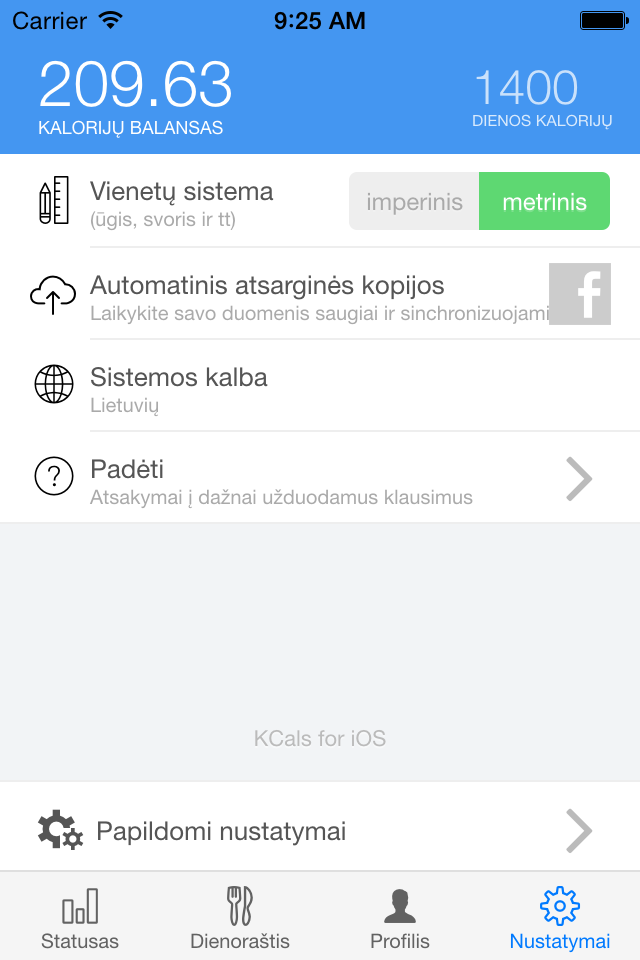 Carrier 9:25 AM
209.63 1400
KALORIJŲ BALANSAS DIENOS KALORIJŲ
Vienetų sistema
(ūgis, svoris ir tt)
imperinis metrinis
Automatinis atsarginės kopijos
Laikykite savo duomenis saugiai ir sinchronizuojami
f
Sistemos kalba
Lietuvių
?
Padėti
Atsakymai į dažnai užduodamus klausimus
KCals for iOS
Papildomi nustatymai
Statusas Dienoraštis Profilis Nustatymai